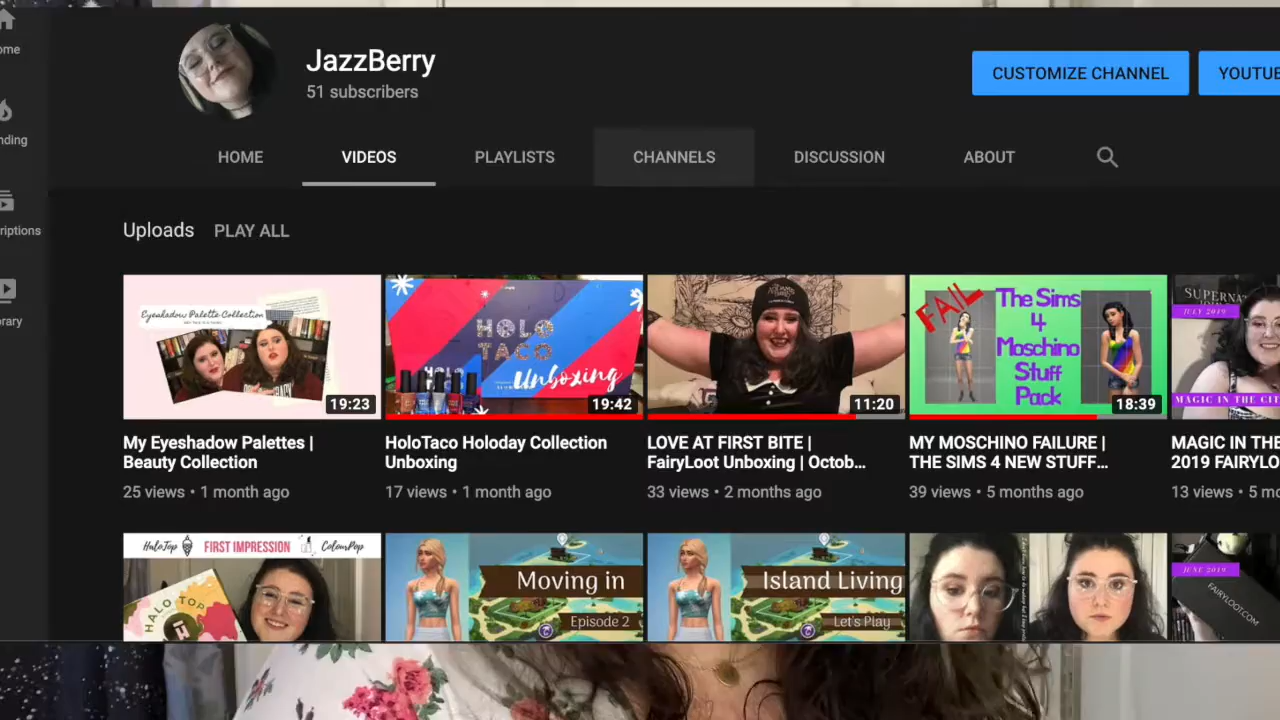 JazzBerry
51 subscribers
CUSTOMIZE CHANNEL
YOUTUB
ome
nding
riptions
rary
HOME
VIDEOS
PLAYLISTS
CHANNELS
DISCUSSION
ABOUT
Uploads PLAY ALL
Eyeshadow Palette Collection
19:23
HOLO
TACO
Unboxing
19:42
11:20
FAIL
The Sims
4
Moschino
Stuff
Pack
18:39
SUPERNA
JULY 2019
MAGIC IN THE CIT
My Eyeshadow Palettes |
Beauty Collection
25 views • 1 month ago
HoloTaco Holoday Collection
Unboxing
17 views • 1 month ago
LOVE AT FIRST BITE |
FairyLoot Unboxing | Octob...
33 views • 2 months ago
MY MOSCHINO FAILURE |
THE SIMS 4 NEW STUFF...
39 views • 5 months ago
MAGIC IN THE
2019 FAIRYLO
13 views • 5 mo
HaloTop FIRST IMPRESSION ColourPop
HALO TOP
Moving in
Episode 2
Island Living
Let's Play
JUNE 2019
FAIRYLOOT.COM